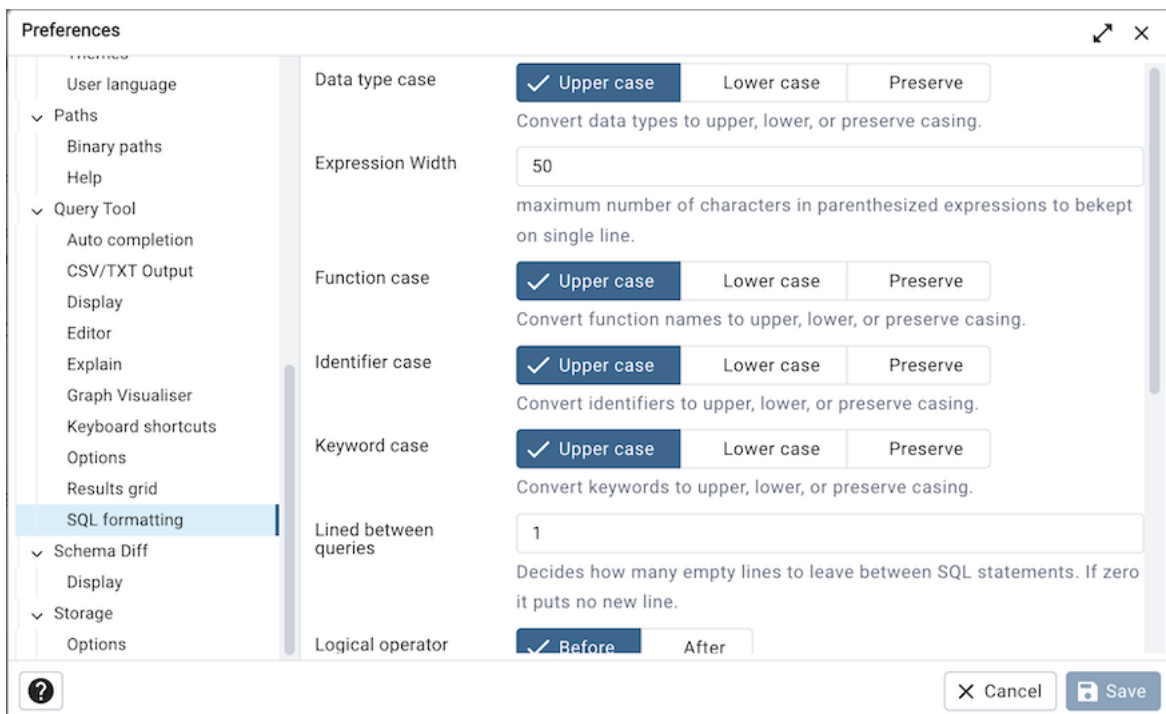 Preferences
Themes
User language
Paths
Binary paths
Help
Query Tool
Auto completion
CSV/TXT Output
Display
Editor
Explain
Graph Visualiser
Keyboard shortcuts
Options
Results grid
SQL formatting
Schema Diff
Display
Storage
Options
Data type case
Upper case Lower case Preserve
Convert data types to upper, lower, or preserve casing.
Expression Width
50
maximum number of characters in parenthesized expressions to bekept
on single line.
Function case
Upper case Lower case Preserve
Convert function names to upper, lower, or preserve casing.
Identifier case
Upper case Lower case Preserve
Convert identifiers to upper, lower, or preserve casing.
Keyword case
Upper case Lower case Preserve
Convert keywords to upper, lower, or preserve casing.
Lined between
queries
1
Decides how many empty lines to leave between SQL statements. If zero
it puts no new line.
Logical operator
Before After
? Cancel Save